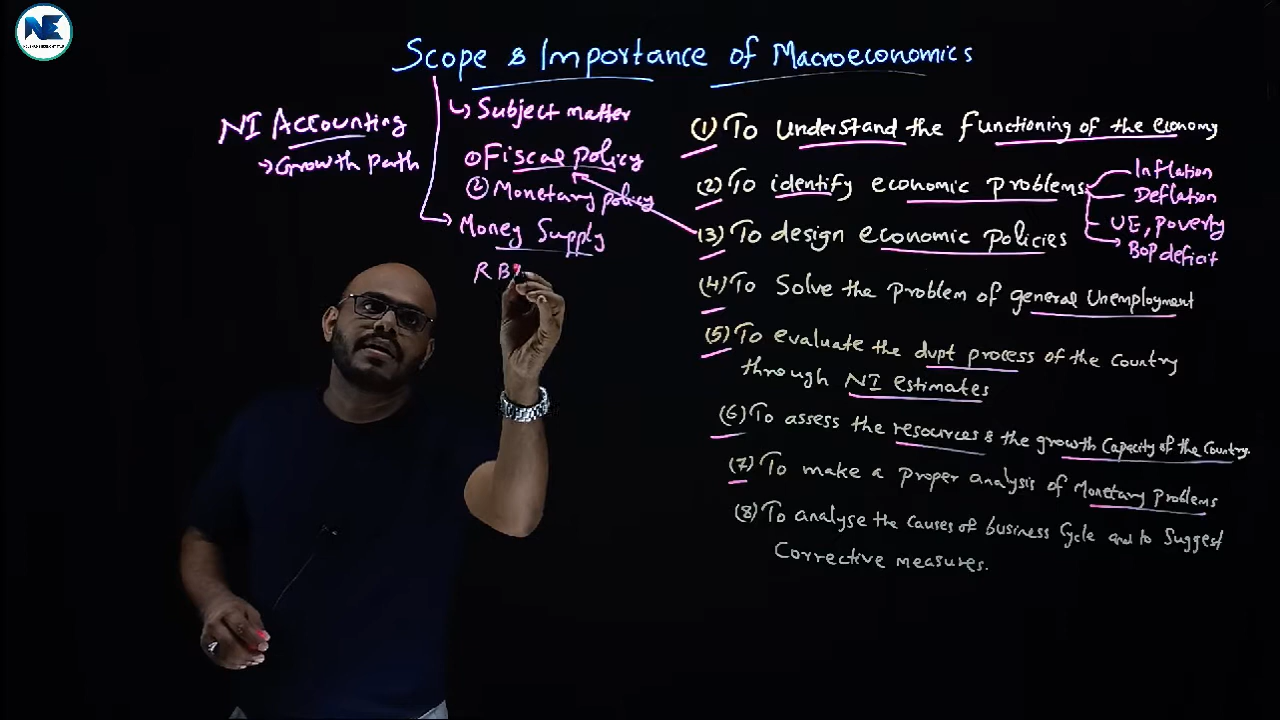 NE
Scope & Importance of Macroeconomics
NI Accounting
→Growth path
↳ Subject matter
① Fiscal policy
② Monetary policy
Money Supply
RB
(1) To understand the functioning of the economy
(2) To identify economic problems
Inflation
Deflation
UE, poverty
BOP deficit
(3) To design economic policies
(4) To Solve the problem of general Unemployment
(5) To evaluate the dvpt process of the Country
through NI estimates
(6) To assess the resources & the growth Capacity of the Country.
(7) To make a proper analysis of Monetary problems
(8) To analyse the causes of business Cycle and to Suggest
Corrective measures.